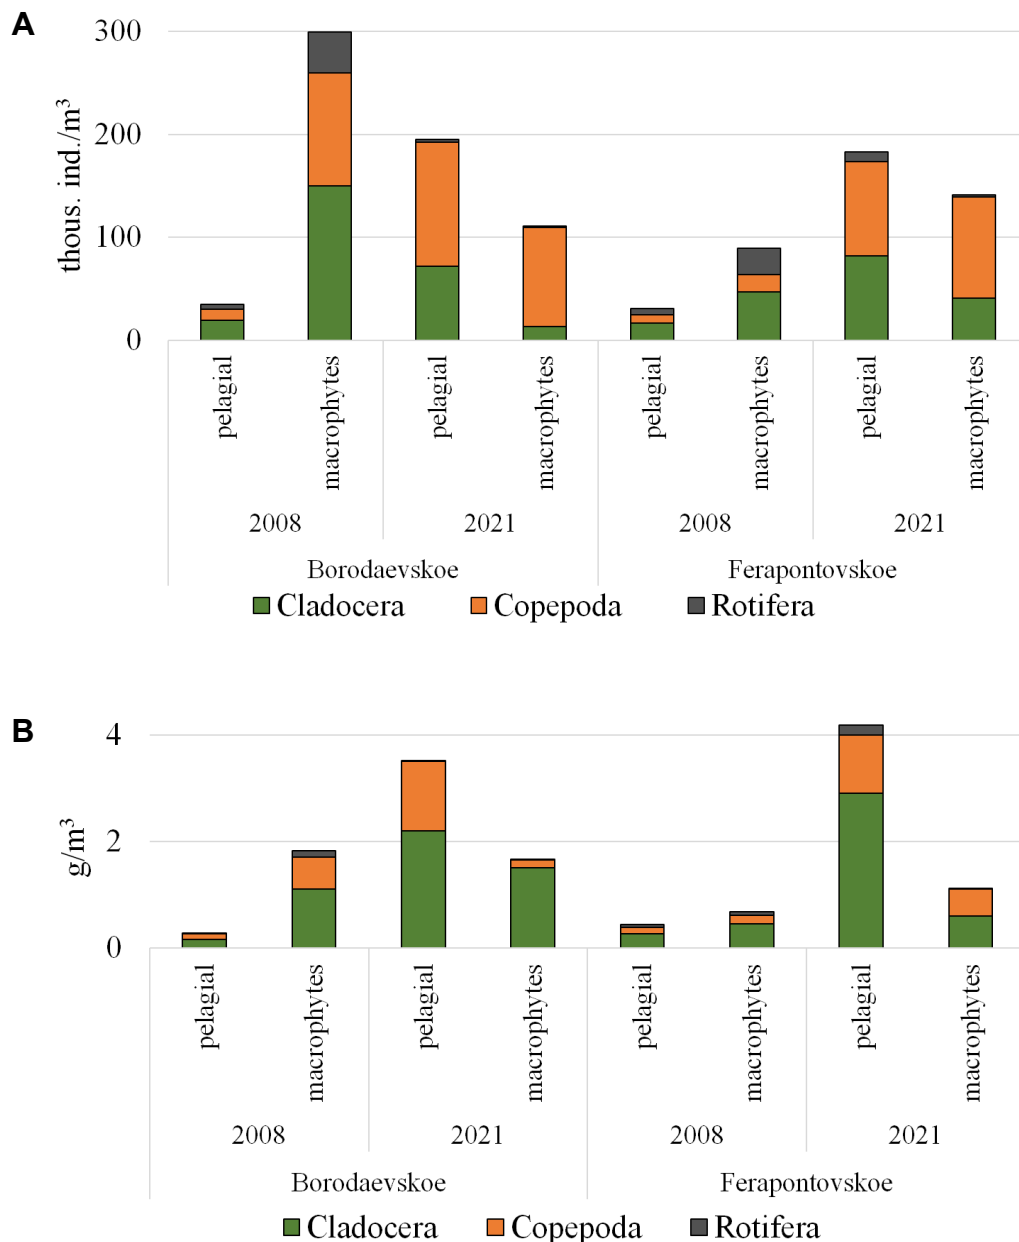 A
thous. ind./m³
300
200
100
0
pelagial
macrophytes
pelagial
macrophytes
pelagial
macrophytes
pelagial
macrophytes
2008
2021
2008
2021
Borodaevskoe
Ferapontovskoe
Cladocera
Copepoda
Rotifera
B
g/m³
4
2
0
pelagial
macrophytes
pelagial
macrophytes
pelagial
macrophytes
pelagial
macrophytes
2008
2021
2008
2021
Borodaevskoe
Ferapontovskoe
Cladocera
Copepoda
Rotifera